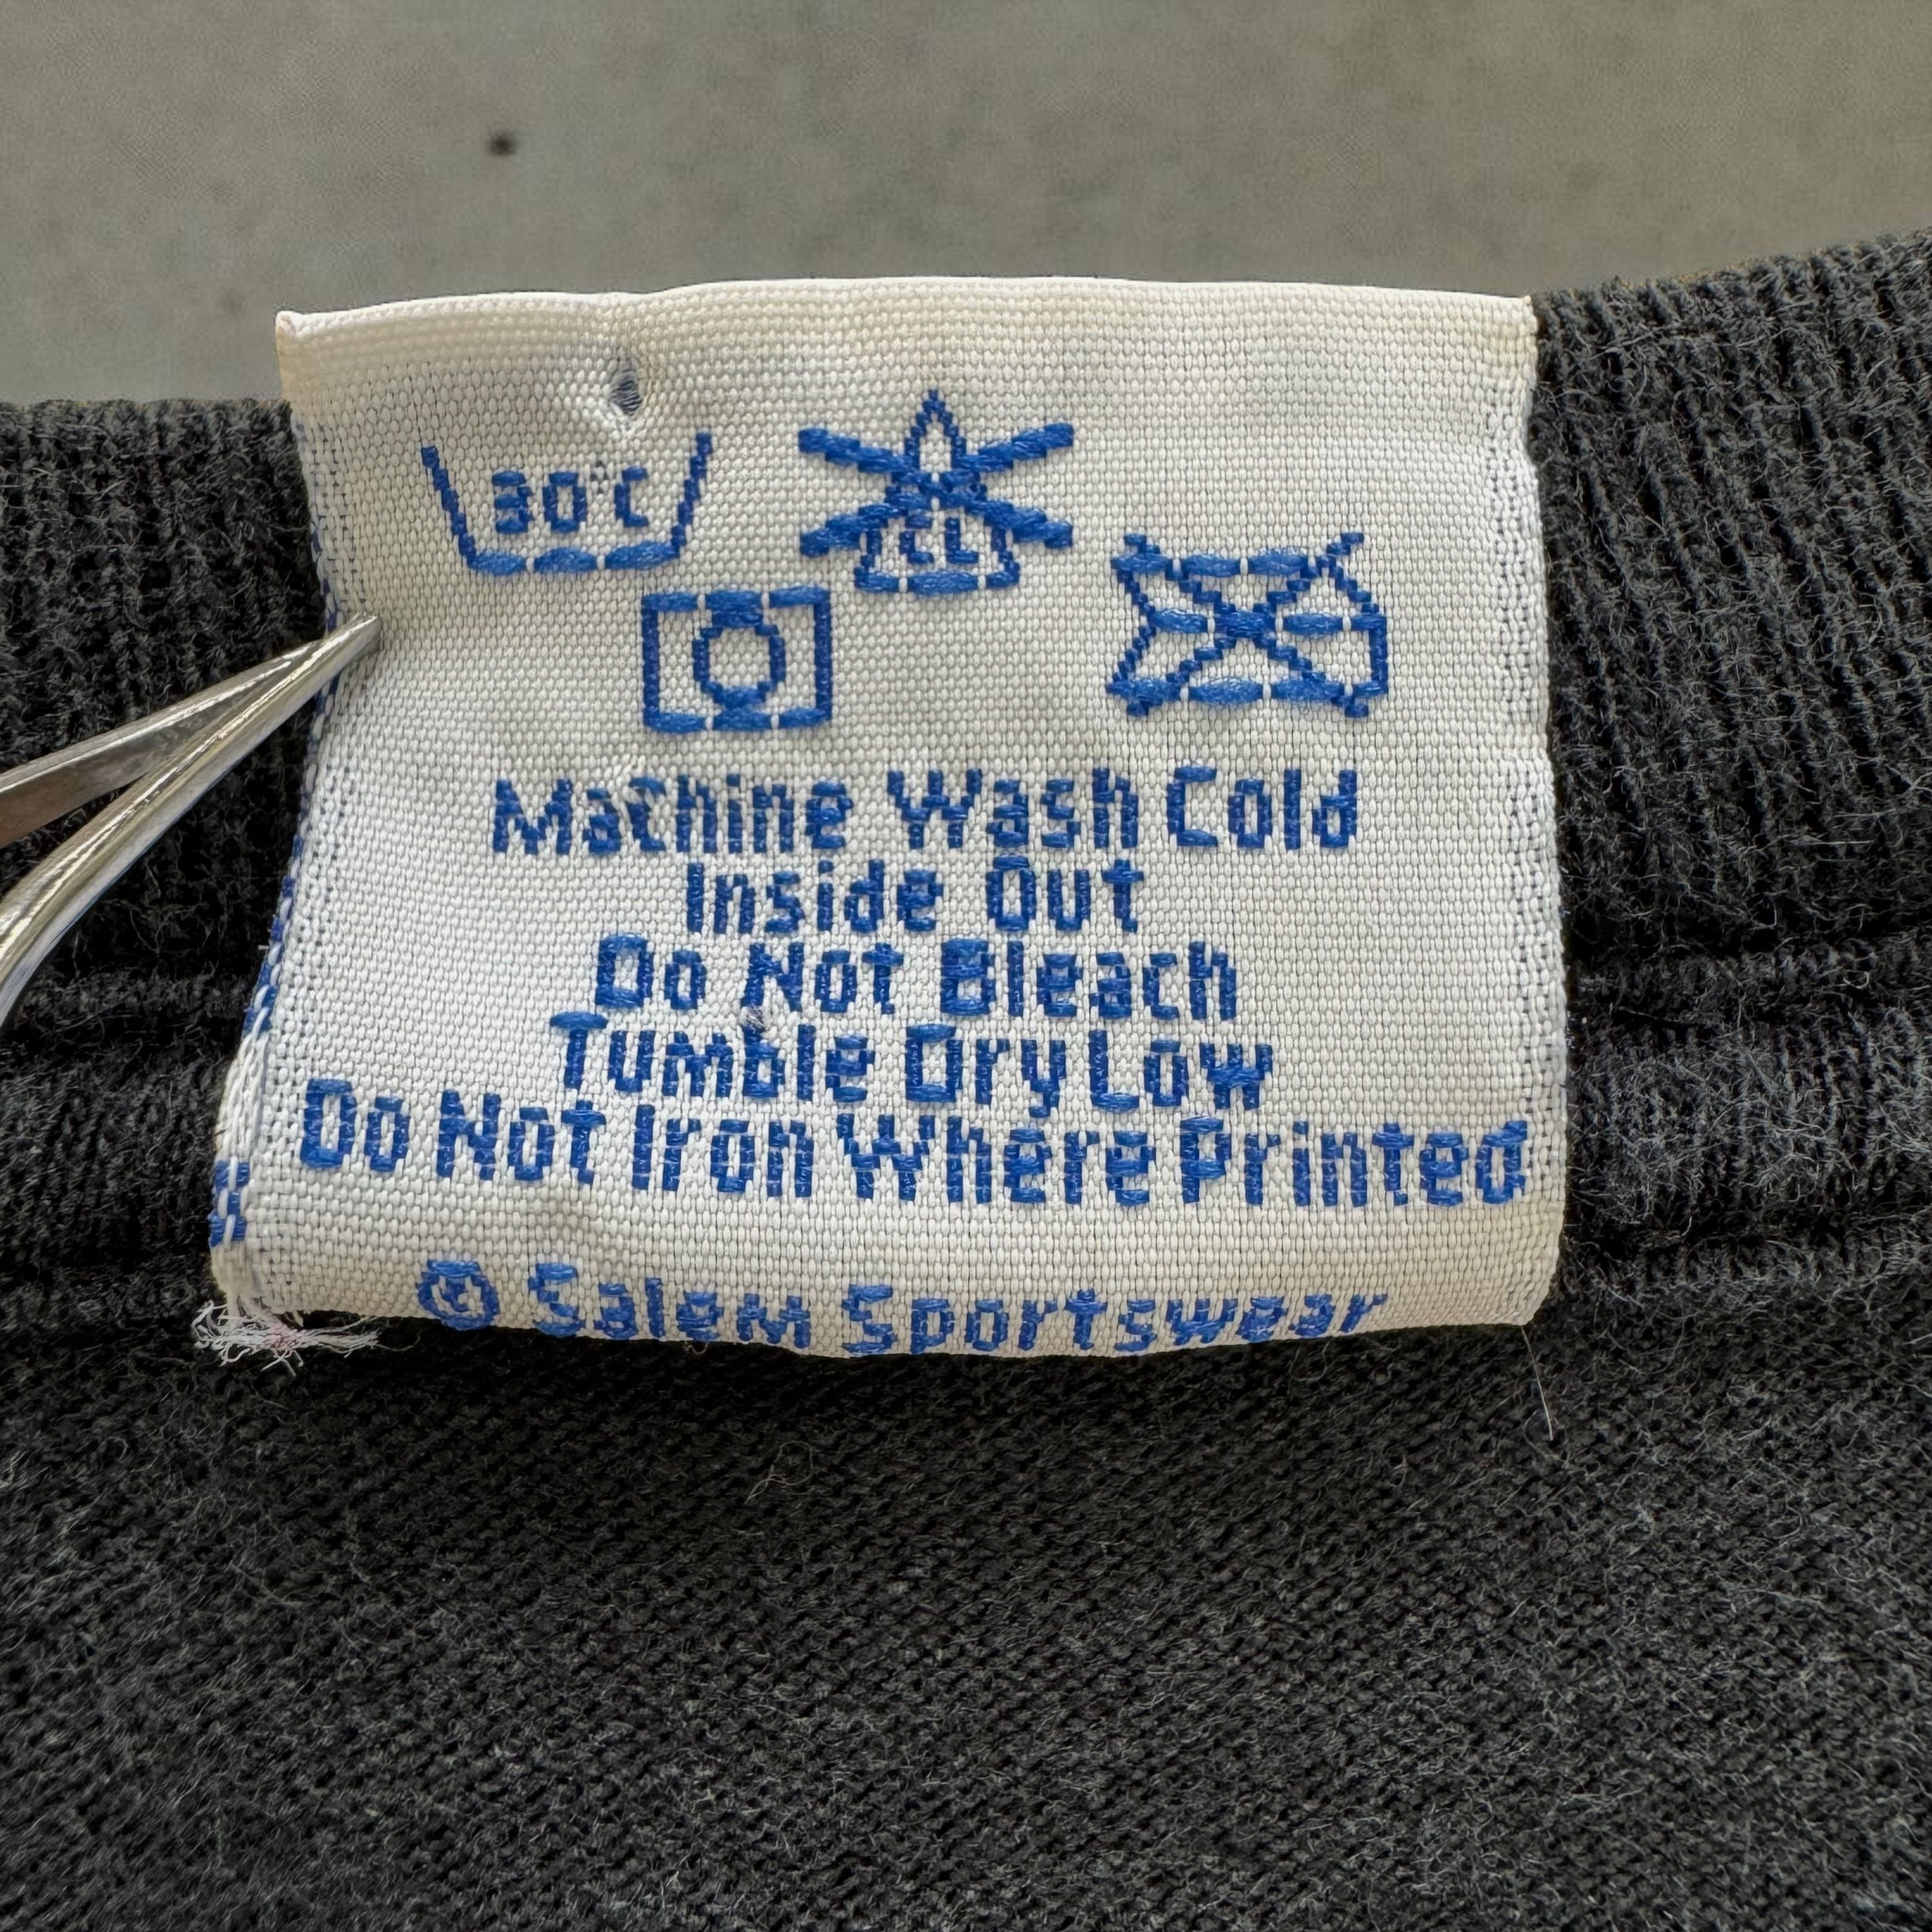 30°C
CL
Machine Wash Cold
Inside Out
Do Not Bleach
Tumble Dry Low
Do Not Iron Where Printed
© Salem Sportswear